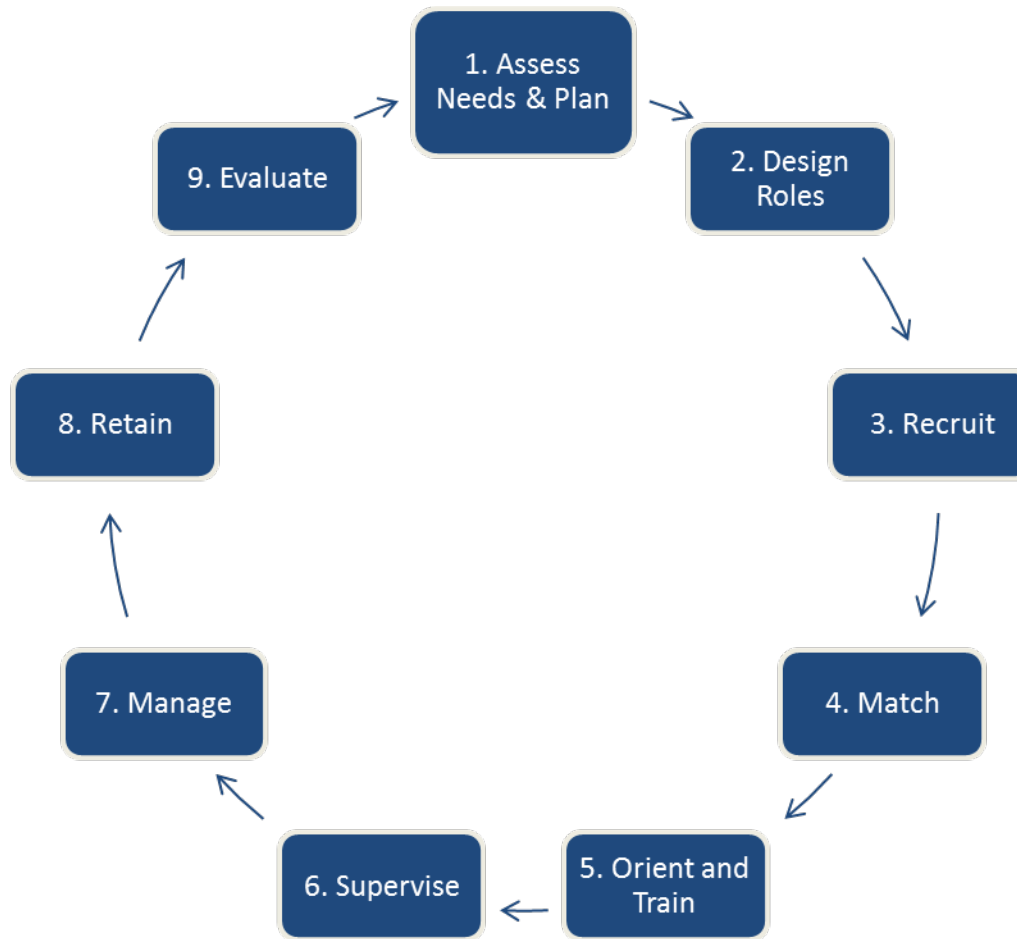 1. Assess
Needs & Plan
2. Design
Roles
3. Recruit
4. Match
5. Orient and
Train
6. Supervise
7. Manage
8. Retain
9. Evaluate